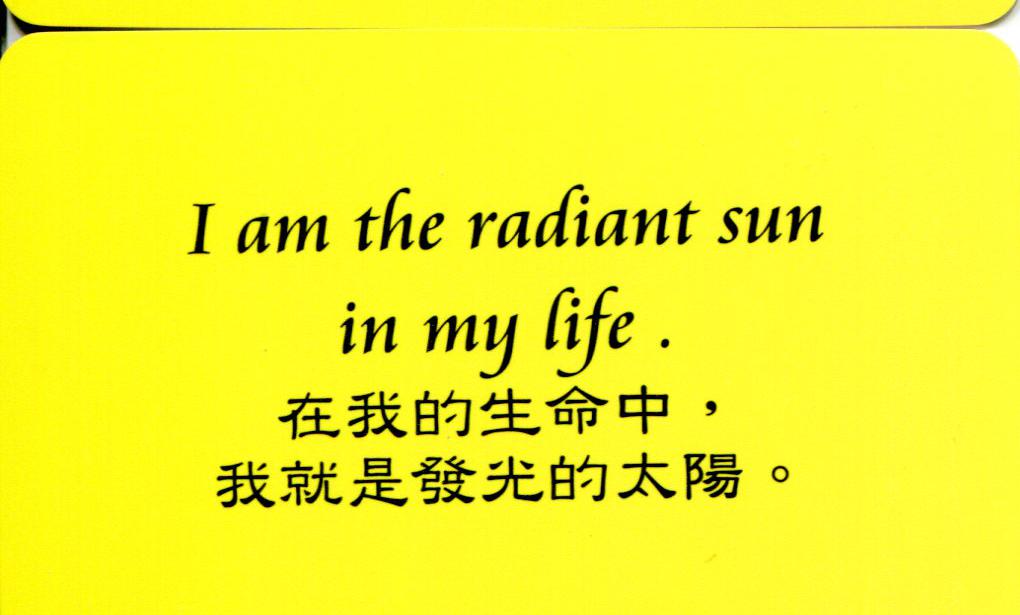 I am the radiant sun
in my life .
在我的生命中，
我就是發光的太陽。